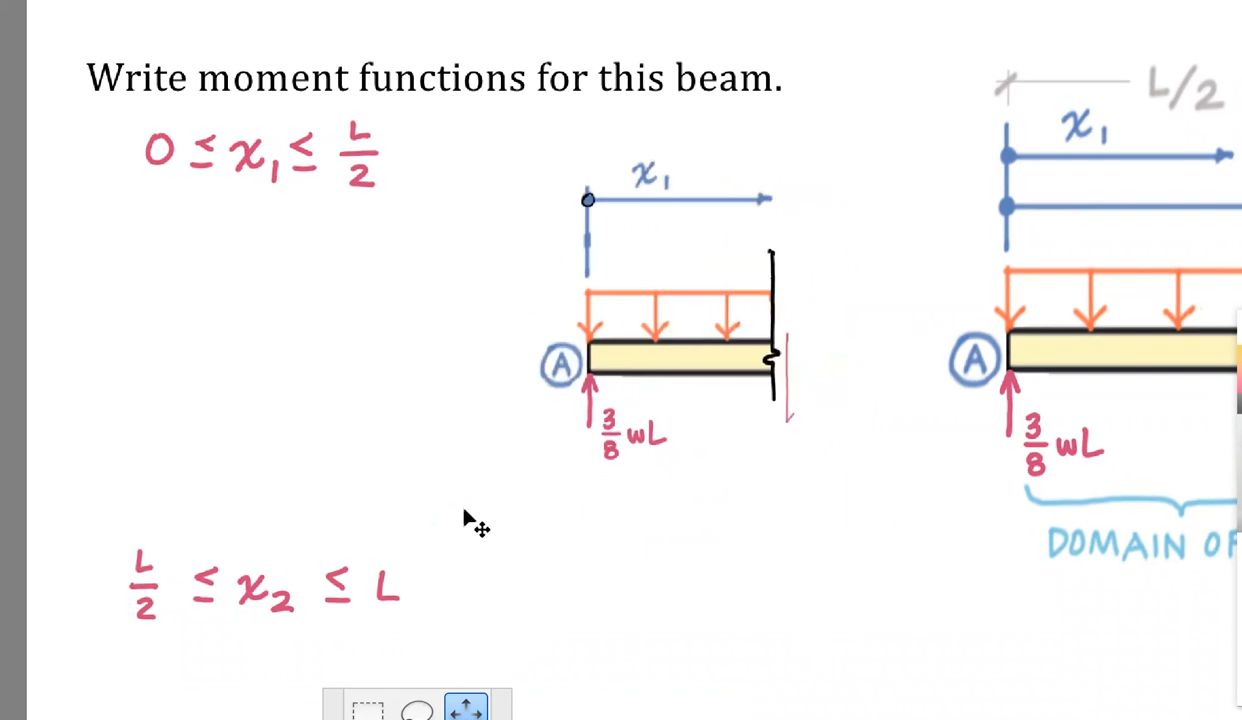 Write moment functions for this beam.
0 ≤ x₁ ≤ L/2
x₁
A
3/8 wL
L/2 ≤ x₂ ≤ L
L/2
x₁
A
3/8 wL
DOMAIN OF